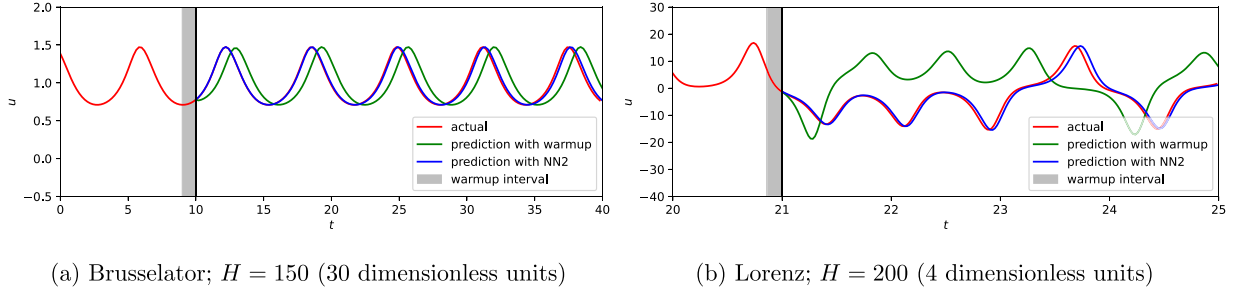 2.0
1.5
1.0
0.5
0.0
−0.5
u
0
5
10
15
20
25
30
35
40
t
actual
prediction with warmup
prediction with NN2
warmup interval
30
20
10
0
−10
−20
−30
−40
u
20
21
22
23
24
25
t
actual
prediction with warmup
prediction with NN2
warmup interval
(a) Brusselator; H = 150 (30 dimensionless units)
(b) Lorenz; H = 200 (4 dimensionless units)